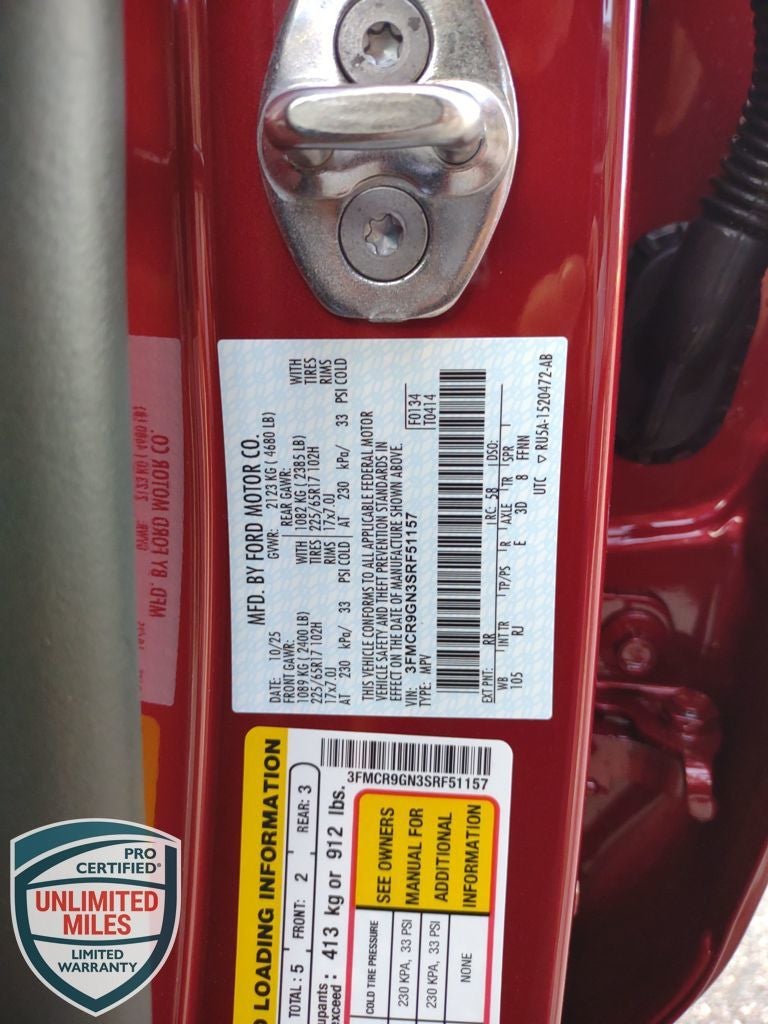 MFD. BY FORD MOTOR CO.
DATE: 10/25 GVWR: 2123 KG ( 4680 LB)
FRONT GAWR: REAR GAWR:
1089 KG ( 2400 LB) WITH 1082 KG ( 2385 LB) WITH
225/65R17 102H TIRES 225/65R17 102H TIRES
17x7.0J RIMS 17x7.0J RIMS
AT 230 kPa/ 33 PSI COLD AT 230 kPa/ 33 PSI COLD
THIS VEHICLE CONFORMS TO ALL APPLICABLE FEDERAL MOTOR
VEHICLE SAFETY AND THEFT PREVENTION STANDARDS IN
EFFECT ON THE DATE OF MANUFACTURE SHOWN ABOVE.
VIN: 3FMCR9GN3SRF51157
TYPE: MPV
F0134
T0414
EXT PNT: RR RC: 58 DSO:
WB INT TR TP/PS R AXLE TR SPR
105 RJ E 3D 8 FFNN
UTC ▽ RU5A-1520472-AB
LOADING INFORMATION
3FMCR9GN3SRF51157
TOTAL : 5 FRONT: 2 REAR: 3
exceed : 413 kg or 912 lbs.
COLD TIRE PRESSURE
230 KPA, 33 PSI
230 KPA, 33 PSI
NONE
SEE OWNERS
MANUAL FOR
ADDITIONAL
INFORMATION
PRO
CERTIFIED®
UNLIMITED
MILES
LIMITED
WARRANTY